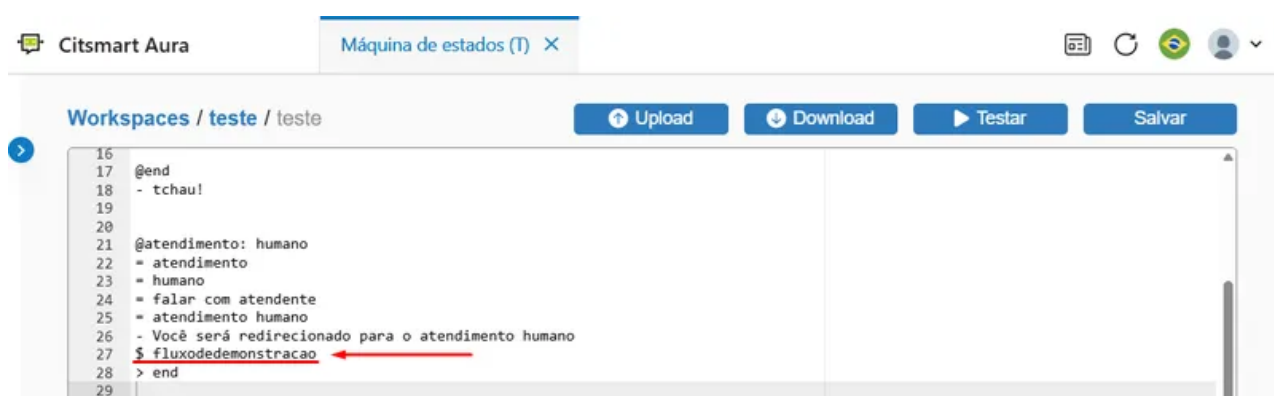 Citsmart Aura
Máquina de estados (T) ×
Workspaces / teste / teste
Upload
Download
Testar
Salvar
16
17 @end
18 - tchau!
19
20
21 @atendimento: humano
22 = atendimento
23 = humano
24 = falar com atendente
25 = atendimento humano
26 - Você será redirecionado para o atendimento humano
27 $ fluxodedemonstracao
28 > end
29